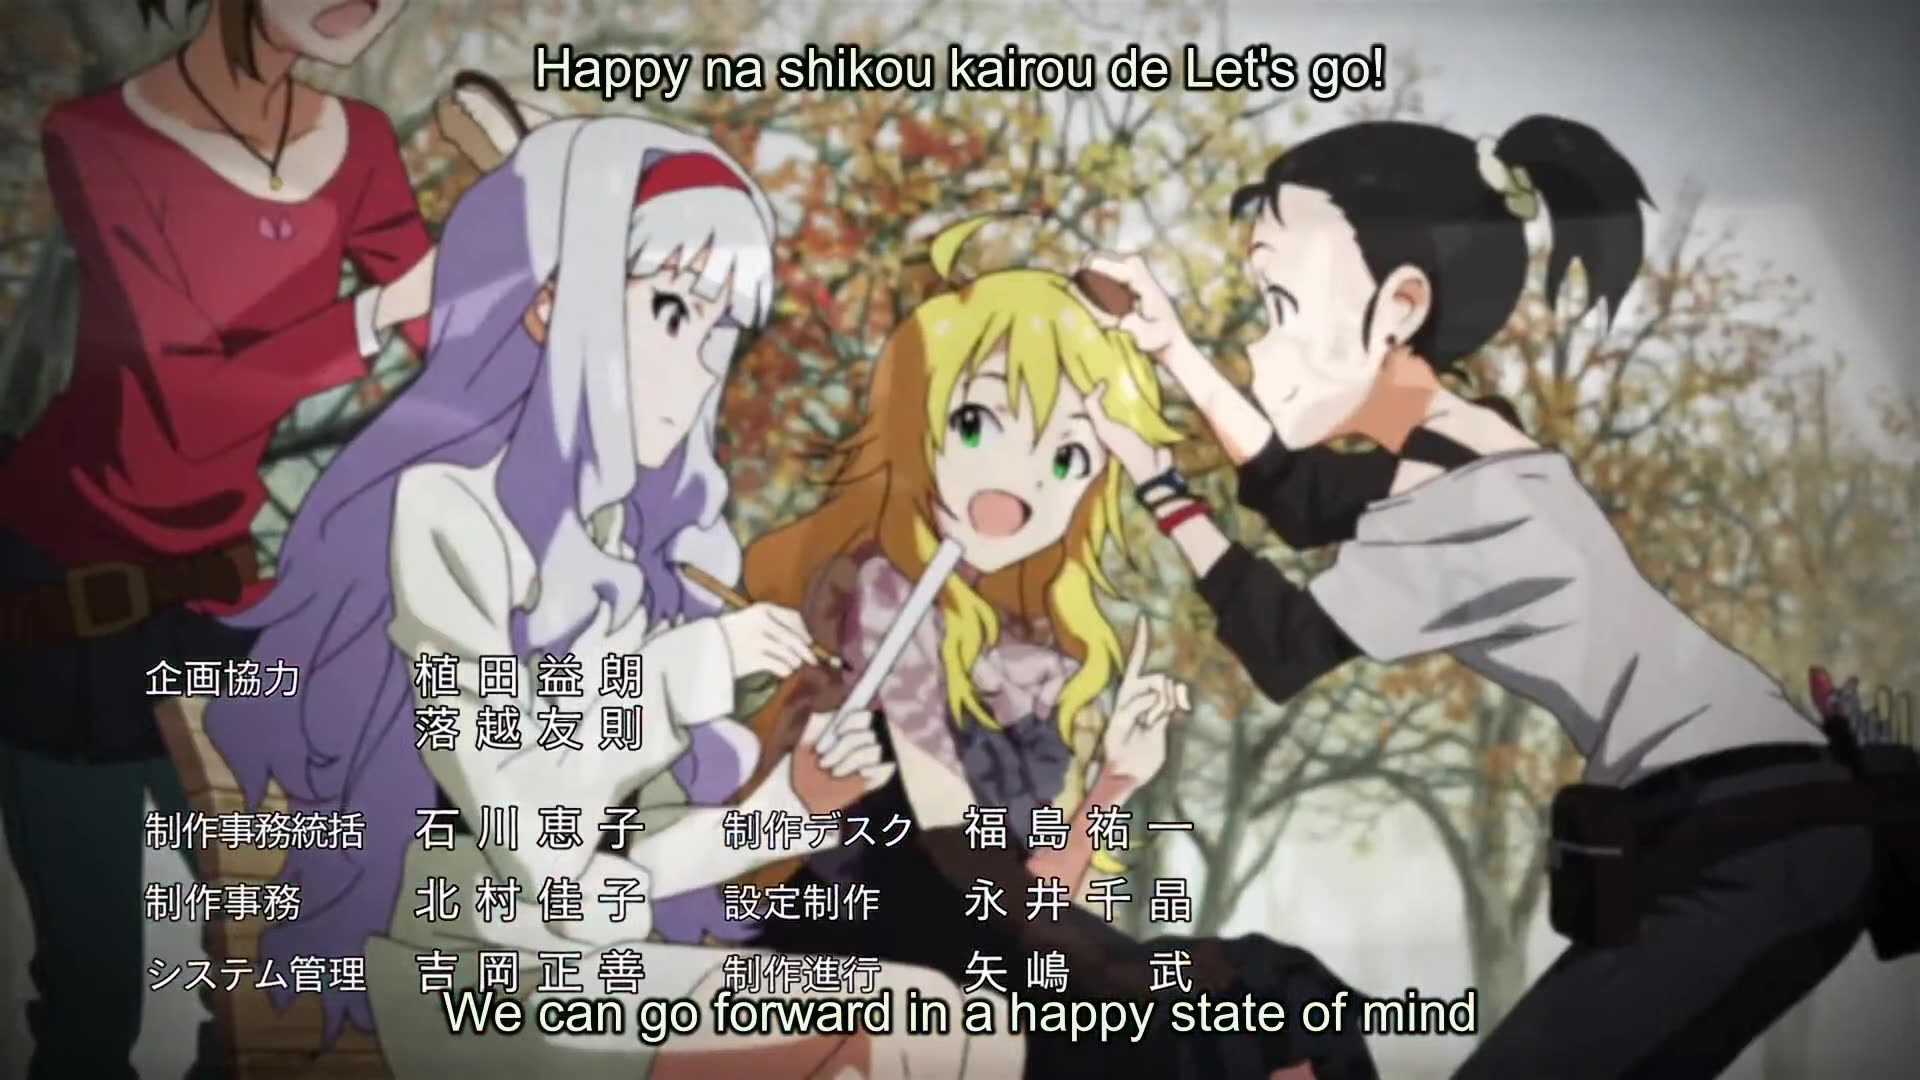 Happy na shikou kairou de Let's go!
企画協力 植田益朗
落越友則
制作事務統括 石川恵子 制作デスク 福島祐一
制作事務 北村佳子 設定制作 永井千晶
システム管理 吉岡正善 制作進行 矢嶋 武
We can go forward in a happy state of mind